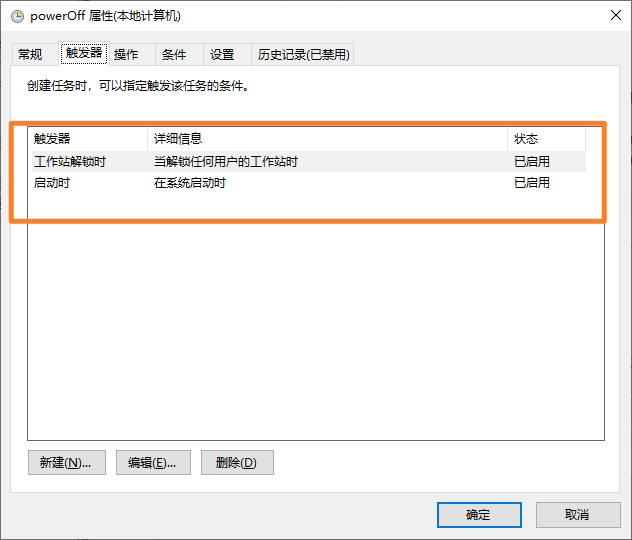 powerOff 属性(本地计算机)
常规 触发器 操作 条件 设置 历史记录(已禁用)
创建任务时，可以指定触发该任务的条件。
触发器 详细信息 状态
工作站解锁时 当解锁任何用户的工作站时 已启用
启动时 在系统启动时 已启用
新建(N)... 编辑(E)... 删除(D)
确定 取消